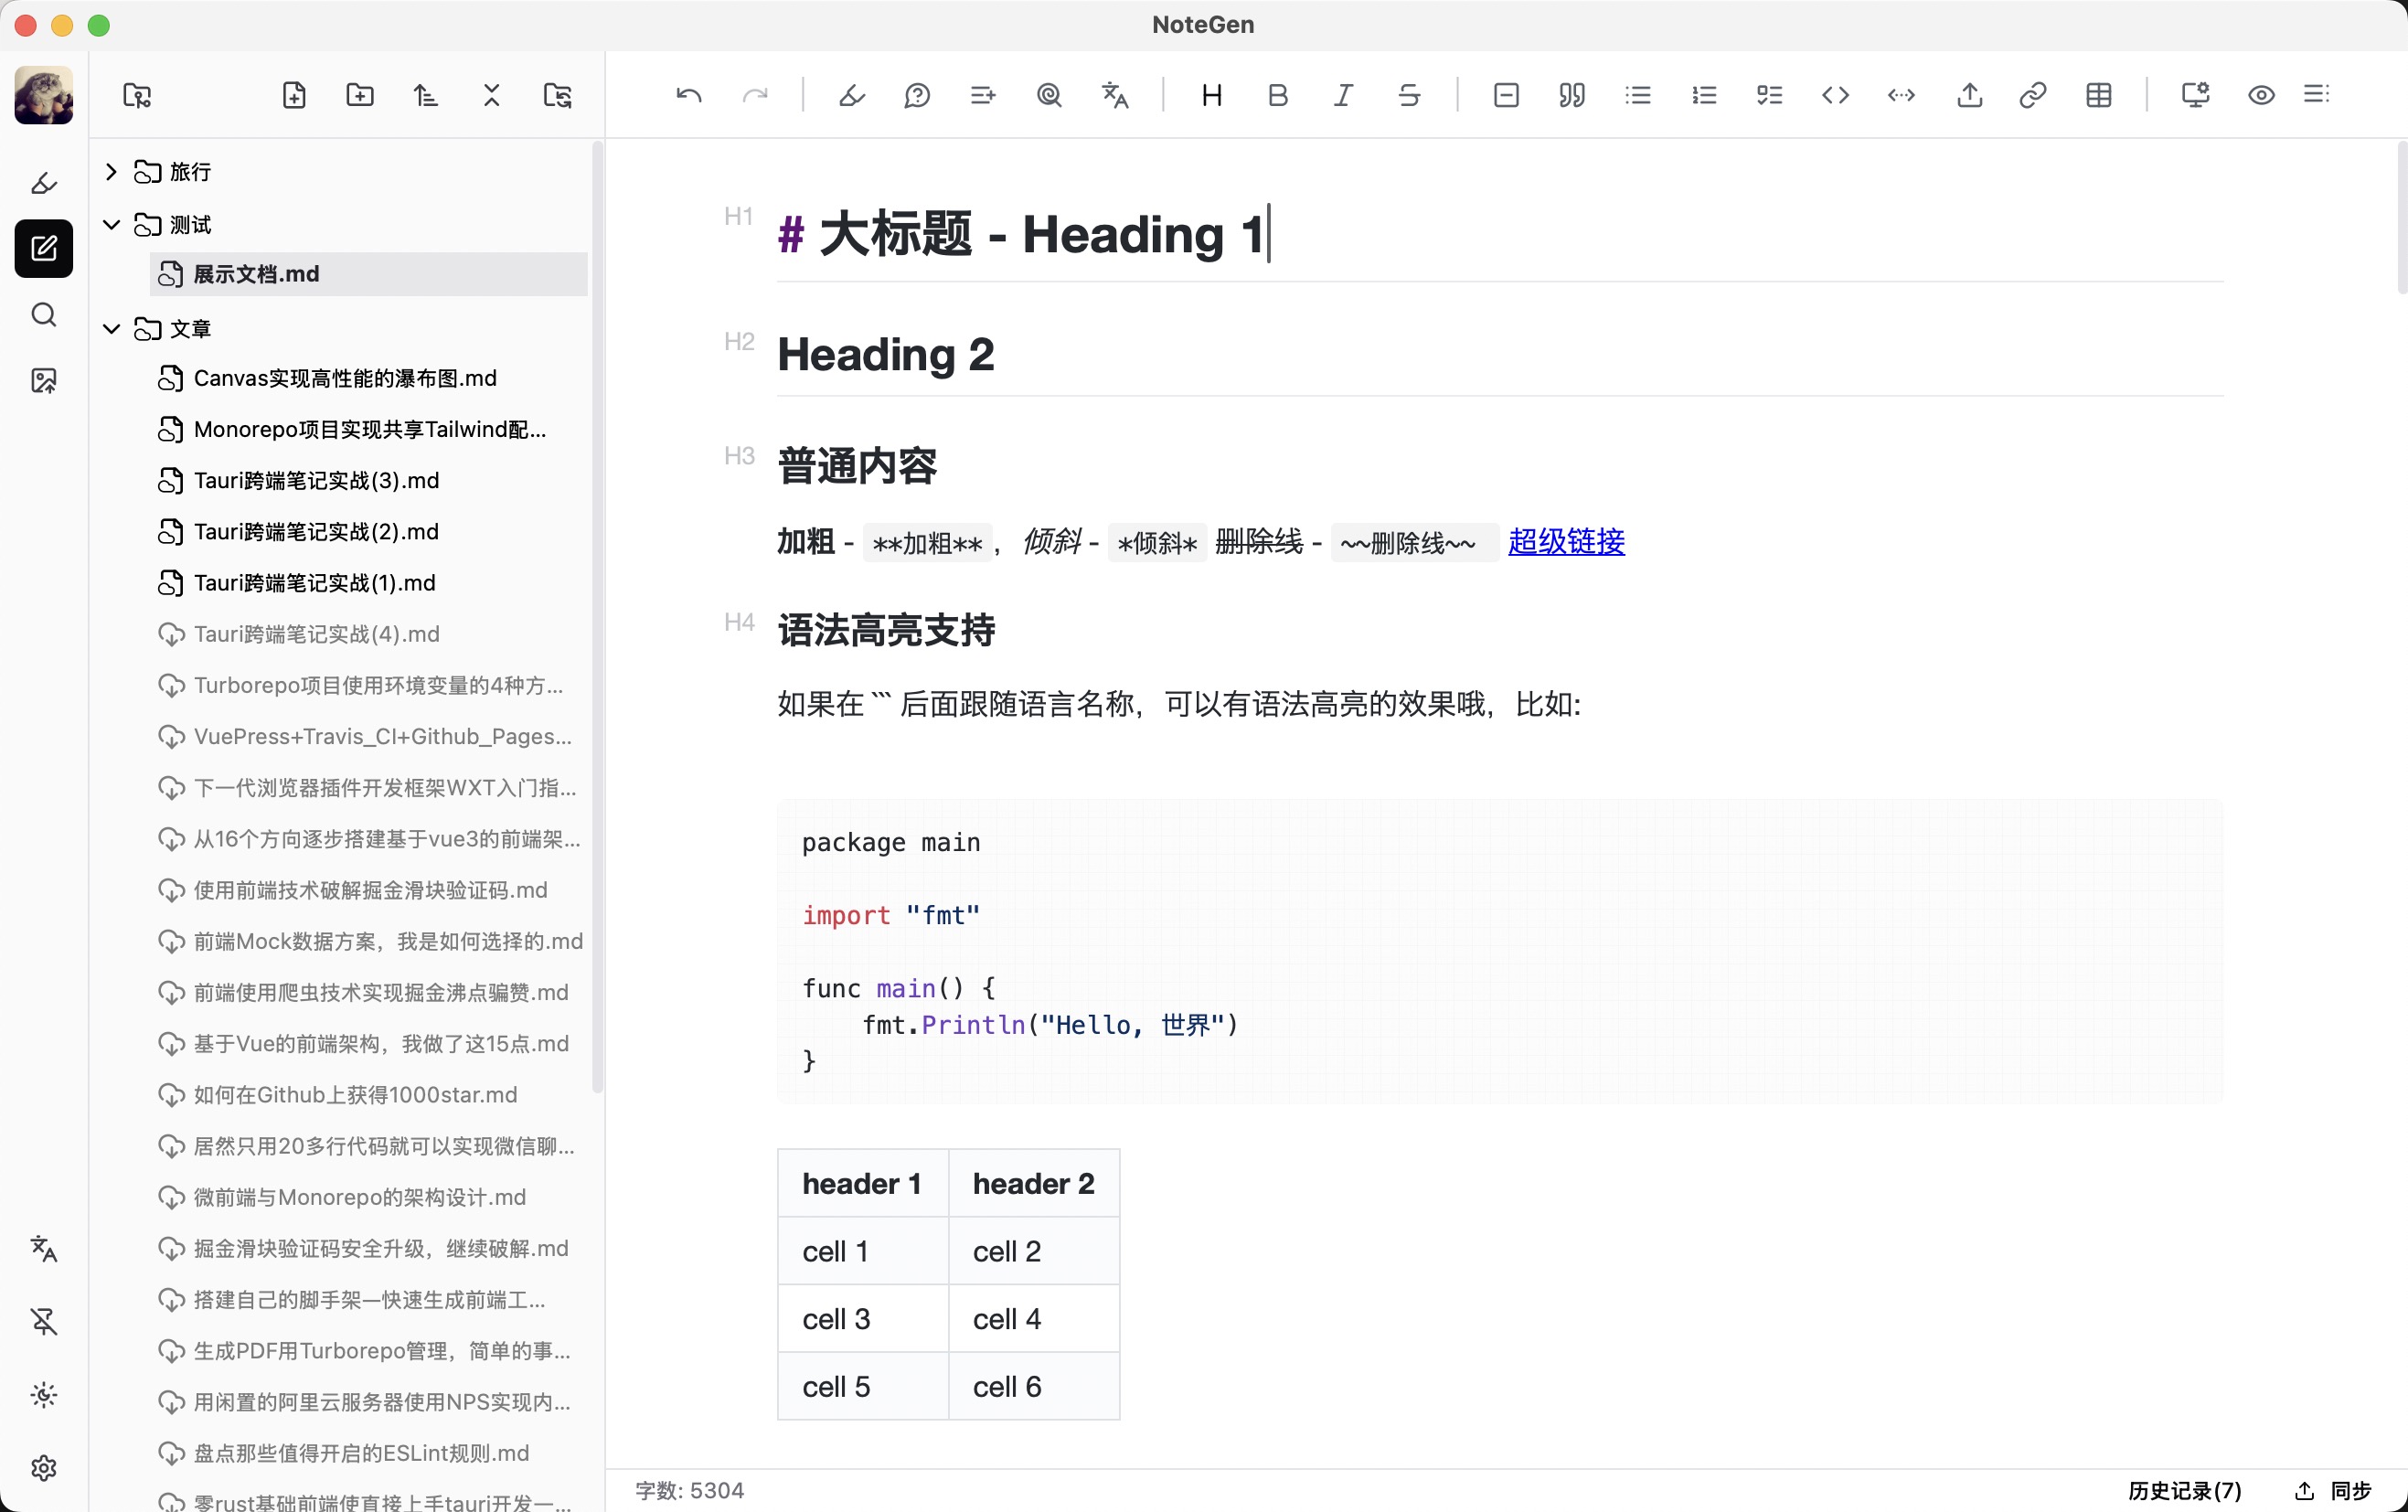 NoteGen
旅行
测试
展示文档.md
文章
Canvas实现高性能的瀑布图.md
Monorepo项目实现共享Tailwind配...
Tauri跨端笔记实战(3).md
Tauri跨端笔记实战(2).md
Tauri跨端笔记实战(1).md
Tauri跨端笔记实战(4).md
Turborepo项目使用环境变量的4种方...
VuePress+Travis_CI+Github_Pages...
下一代浏览器插件开发框架WXT入门指...
从16个方向逐步搭建基于vue3的前端架...
使用前端技术破解掘金滑块验证码.md
前端Mock数据方案，我是如何选择的.md
前端使用爬虫技术实现掘金沸点骗赞.md
基于Vue的前端架构，我做了这15点.md
如何在Github上获得1000star.md
居然只用20多行代码就可以实现微信聊...
微前端与Monorepo的架构设计.md
掘金滑块验证码安全升级，继续破解.md
搭建自己的脚手架—快速生成前端工...
生成PDF用Turborepo管理，简单的事...
用闲置的阿里云服务器使用NPS实现内...
盘点那些值得开启的ESLint规则.md
零rust基础前端使直接上手tauri开发一...
H1 # 大标题 - Heading 1
H2 Heading 2
H3 普通内容
加粗 - **加粗** ， 倾斜 - *倾斜* 删除线 - ~~删除线~~ 超级链接
H4 语法高亮支持
如果在 ``` 后面跟随语言名称，可以有语法高亮的效果哦，比如:
package main
import "fmt"
func main() {
    fmt.Println("Hello, 世界")
}
header 1 header 2
cell 1 cell 2
cell 3 cell 4
cell 5 cell 6
字数: 5304
历史记录(7) 同步